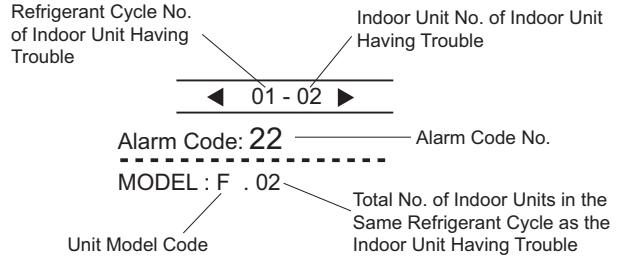 Refrigerant Cycle No.
of Indoor Unit Having
Trouble
Indoor Unit No. of Indoor Unit
Having Trouble
◀ 01 - 02 ▶
Alarm Code: 22
Alarm Code No.
MODEL : F . 02
Unit Model Code
Total No. of Indoor Units in the
Same Refrigerant Cycle as the
Indoor Unit Having Trouble